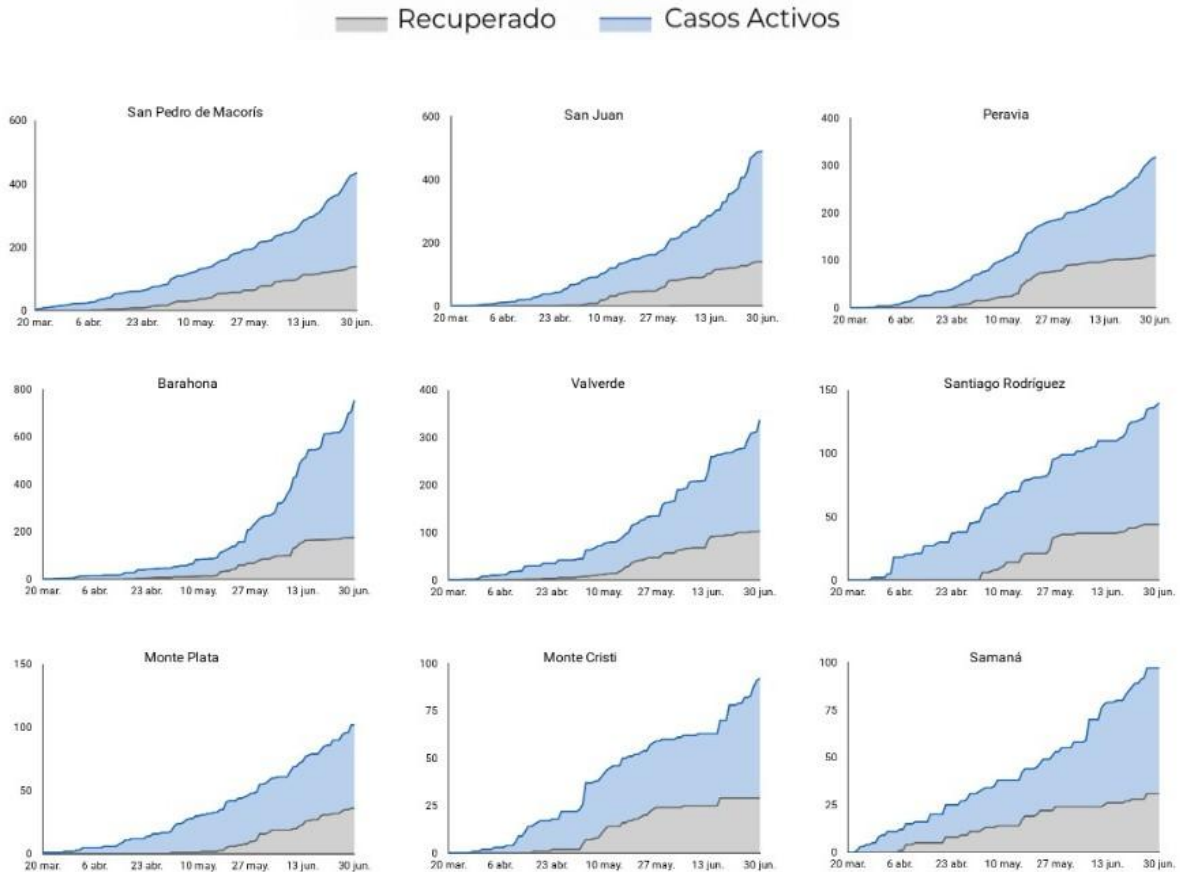 Recuperado Casos Activos
San Pedro de Macorís
600
400
200
0
20 mar. 6 abr. 23 abr. 10 may. 27 may. 13 jun. 30 jun.
San Juan
600
400
200
0
20 mar. 6 abr. 23 abr. 10 may. 27 may. 13 jun. 30 jun.
Peravia
400
300
200
100
0
20 mar. 6 abr. 23 abr. 10 may. 27 may. 13 jun. 30 jun.
Barahona
800
600
400
200
0
20 mar. 6 abr. 23 abr. 10 may. 27 may. 13 jun. 30 jun.
Valverde
400
300
200
100
0
20 mar. 6 abr. 23 abr. 10 may. 27 may. 13 jun. 30 jun.
Santiago Rodríguez
150
100
50
0
20 mar. 6 abr. 23 abr. 10 may. 27 may. 13 jun. 30 jun.
Monte Plata
150
100
50
0
20 mar. 6 abr. 23 abr. 10 may. 27 may. 13 jun. 30 jun.
Monte Cristi
100
75
50
25
0
20 mar. 6 abr. 23 abr. 10 may. 27 may. 13 jun. 30 jun.
Samaná
100
75
50
25
0
20 mar. 6 abr. 23 abr. 10 may. 27 may. 13 jun. 30 jun.